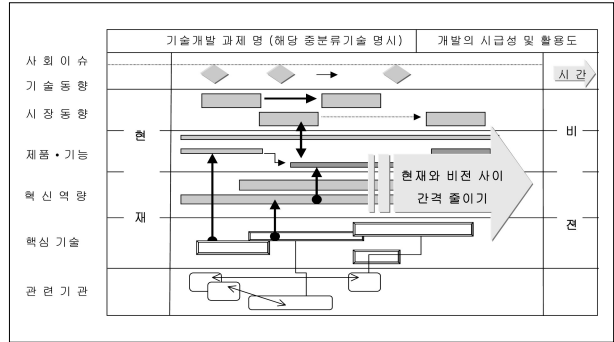 기술개발 과제 명 (해당 중분류기술 명시)
개발의 시급성 및 활용도
사 회 이 슈
기 술 동 향
시 장 동 향
제품 • 기능
혁 신 역 량
핵심 기술
관 련 기 관
현
재
시 간
비
젼
현재와 비전 사이
간격 줄이기